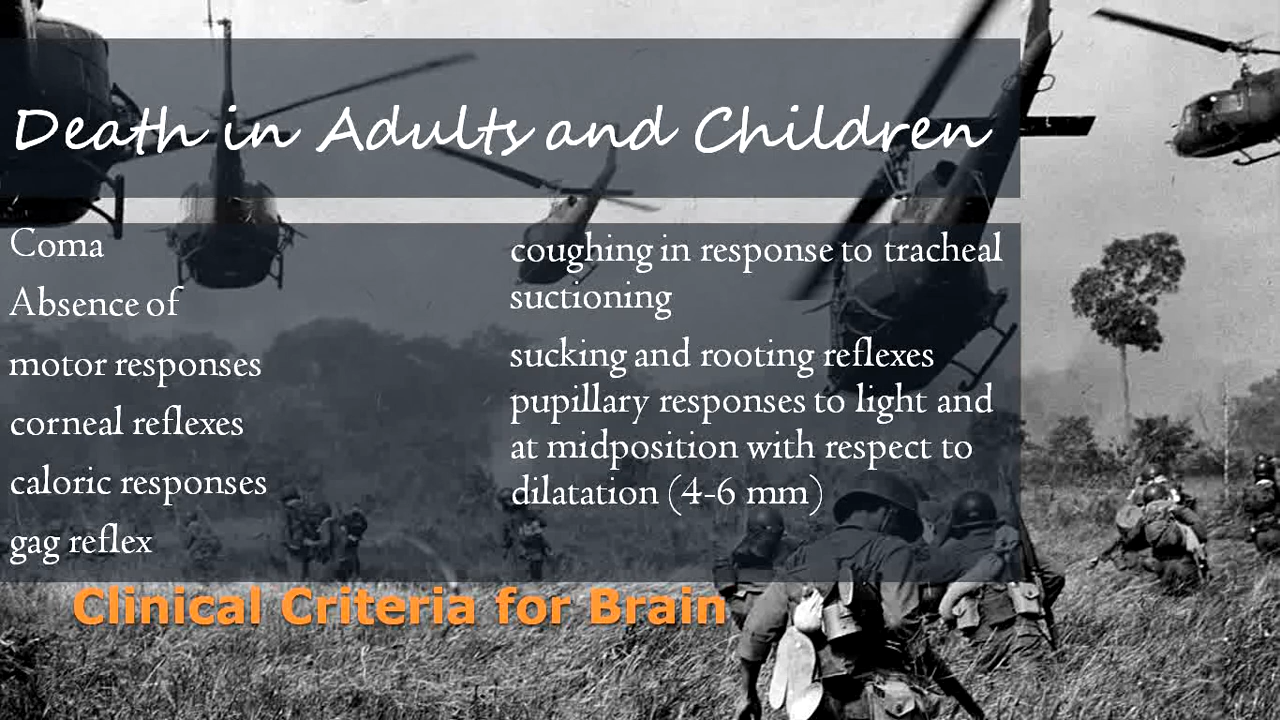 Death in Adults and Children
Coma
Absence of
motor responses
corneal reflexes
caloric responses
gag reflex
coughing in response to tracheal
suctioning
sucking and rooting reflexes
pupillary responses to light and
at midposition with respect to
dilatation (4-6 mm)
Clinical Criteria for Brain